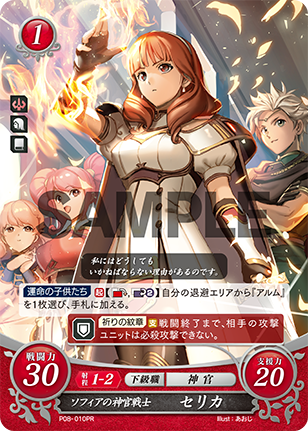 1
SAMPLE
私にはどうしても
いかねばならない理由があるのです。
運命の子供たち 起 【 、 2】自分の退避エリアから『アルム』
を1枚選び、手札に加える。
祈りの紋章 支 戦闘終了まで、相手の攻撃
ユニットは必殺攻撃できない。
戦闘力
30
射程 1-2 下級職 神官
支援力
20
ソフィアの神官戦士 セリカ
P08-010PR
Illust:あおじ